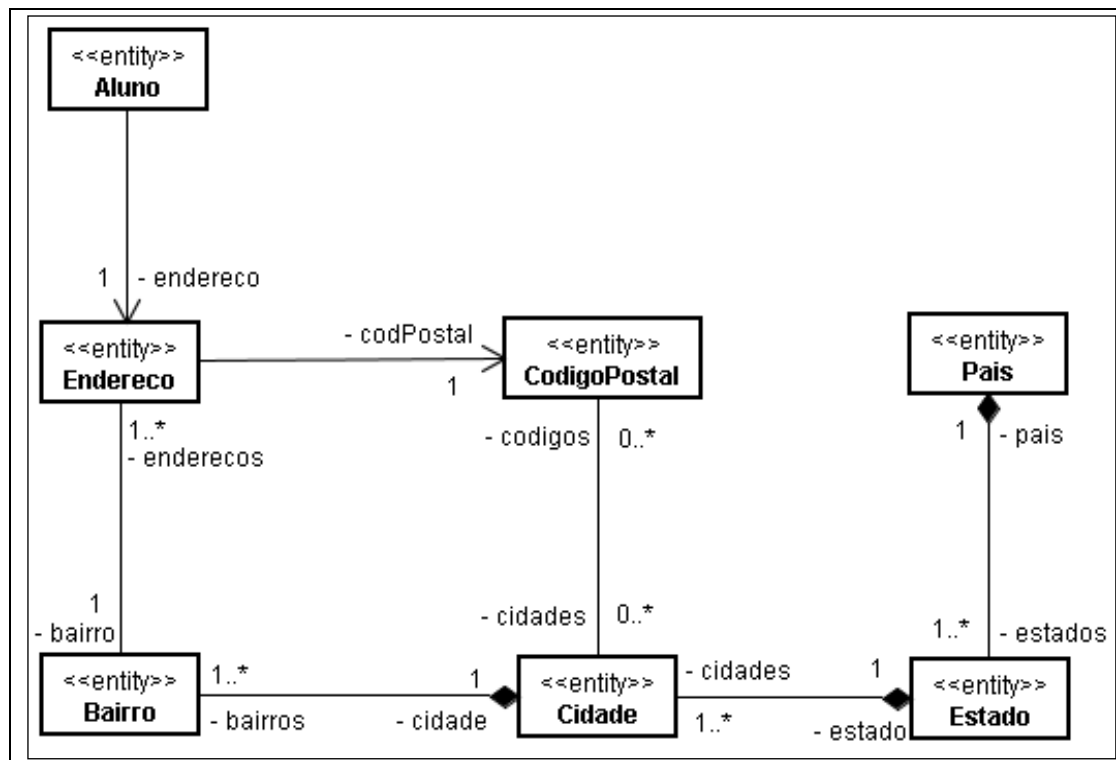 <<entity>>
Aluno
1 - endereco
<<entity>>
Endereco
- codPostal
1
<<entity>>
CodigoPostal
<<entity>>
Pais
1..*
- enderecos
- codigos 0..*
1 - pais
1
- bairro
- cidades 0..*
1..* - estados
<<entity>>
Bairro
1..*
- bairros
1
- cidade
<<entity>>
Cidade
- cidades
1..*
1
- estado
<<entity>>
Estado